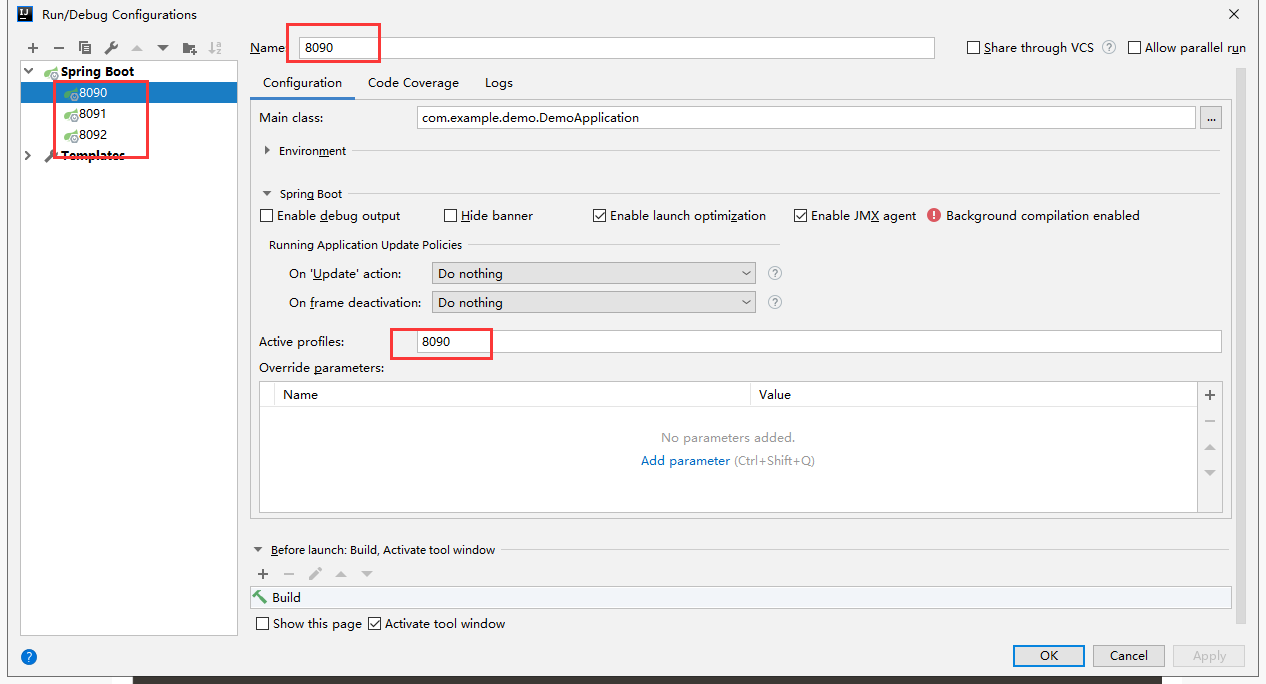 Run/Debug Configurations
Name 8090 Share through VCS ? Allow parallel run
Spring Boot
8090
8091
8092
Templates
Configuration Code Coverage Logs
Main class: com.example.demo.DemoApplication ...
Environment
Spring Boot
Enable debug output Hide banner Enable launch optimization Enable JMX agent Background compilation enabled
Running Application Update Policies
On 'Update' action: Do nothing ?
On frame deactivation: Do nothing ?
Active profiles: 8090
Override parameters:
Name Value
No parameters added.
Add parameter (Ctrl+Shift+Q)
Before launch: Build, Activate tool window
Build
Show this page Activate tool window
? OK Cancel Apply